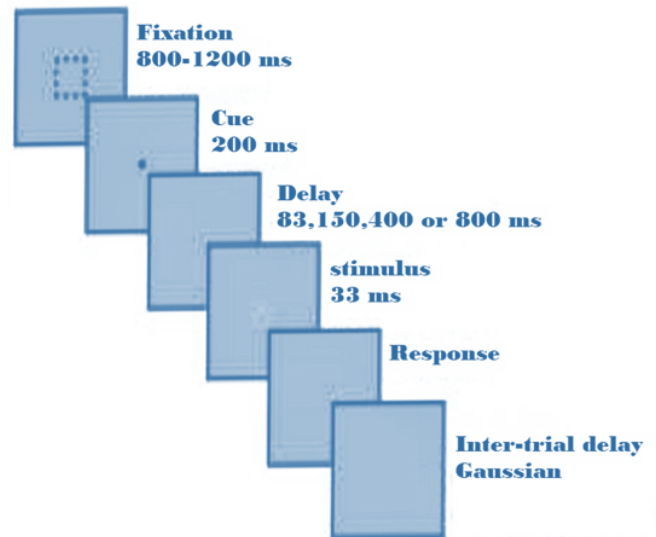 Fixation
800-1200 ms
Cue
200 ms
Delay
83,150,400 or 800 ms
stimulus
33 ms
Response
Inter-trial delay
Gaussian